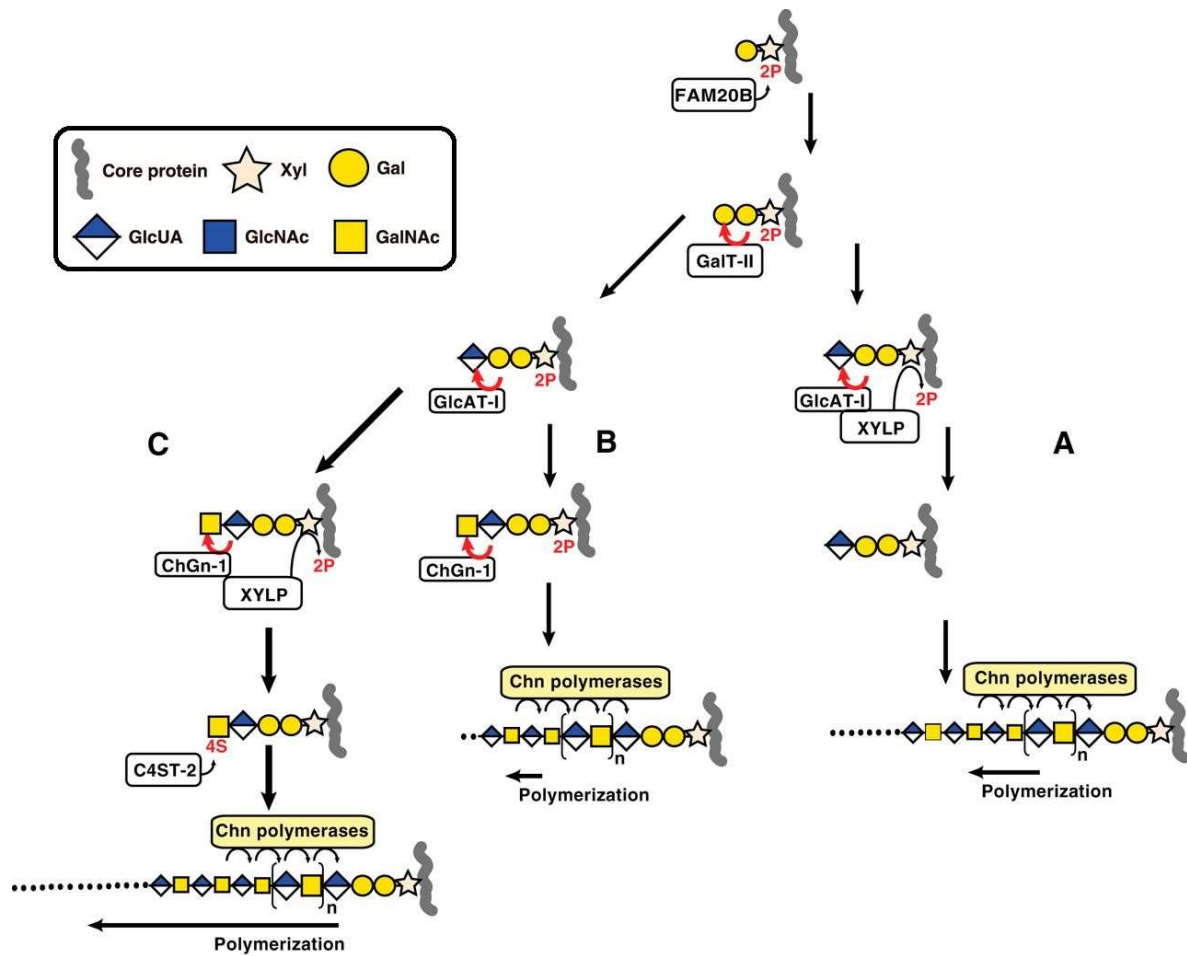 2P
FAM20B
Core protein
Xyl
Gal
GlcUA
GlcNAc
GalNAc
2P
GalT-II
2P
GlcAT-I
GlcAT-I
2P
XYLP
C
B
A
2P
ChGn-1
XYLP
2P
ChGn-1
Chn polymerases
n
Polymerization
Chn polymerases
n
Polymerization
4S
C4ST-2
Chn polymerases
n
Polymerization